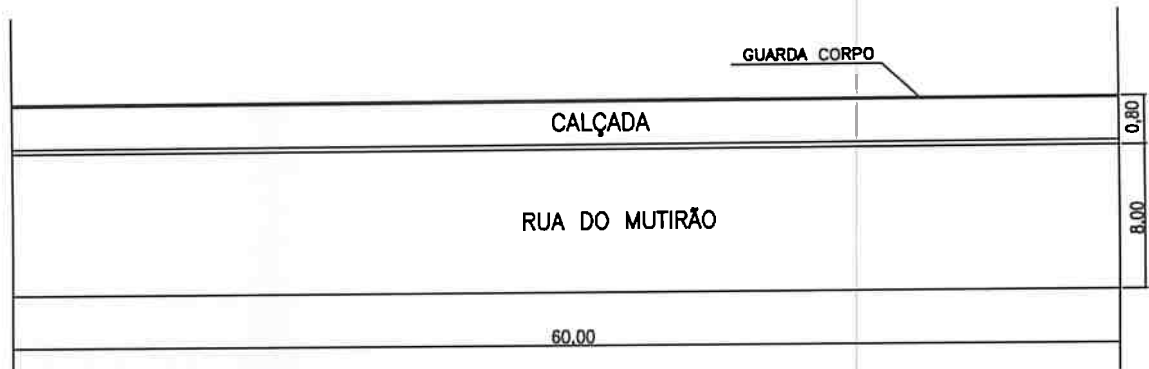 GUARDA CORPO
CALÇADA
0,80
RUA DO MUTIRÃO
8,00
60,00